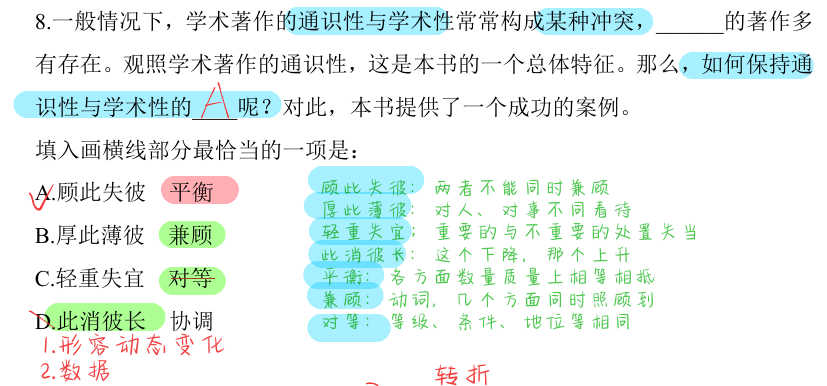 8.一般情况下，学术著作的通识性与学术性常常构成某种冲突，______的著作多
有存在。观照学术著作的通识性，这是本书的一个总体特征。那么，如何保持通
识性与学术性的 A 呢？对此，本书提供了一个成功的案例。
填入画横线部分最恰当的一项是：
A.顾此失彼 平衡
B.厚此薄彼 兼顾
C.轻重失宜 对等
D.此消彼长 协调
1.形容动态变化
2.数据
顾此失彼：两者不能同时兼顾
厚此薄彼：对人、对事不同看待
轻重失宜：重要的与不重要的处置失当
此消彼长：这个下降，那个上升
平衡：各方面数量质量上相等相抵
兼顾：动词，几个方面同时照顾到
对等：等级、条件、地位等相同
转折